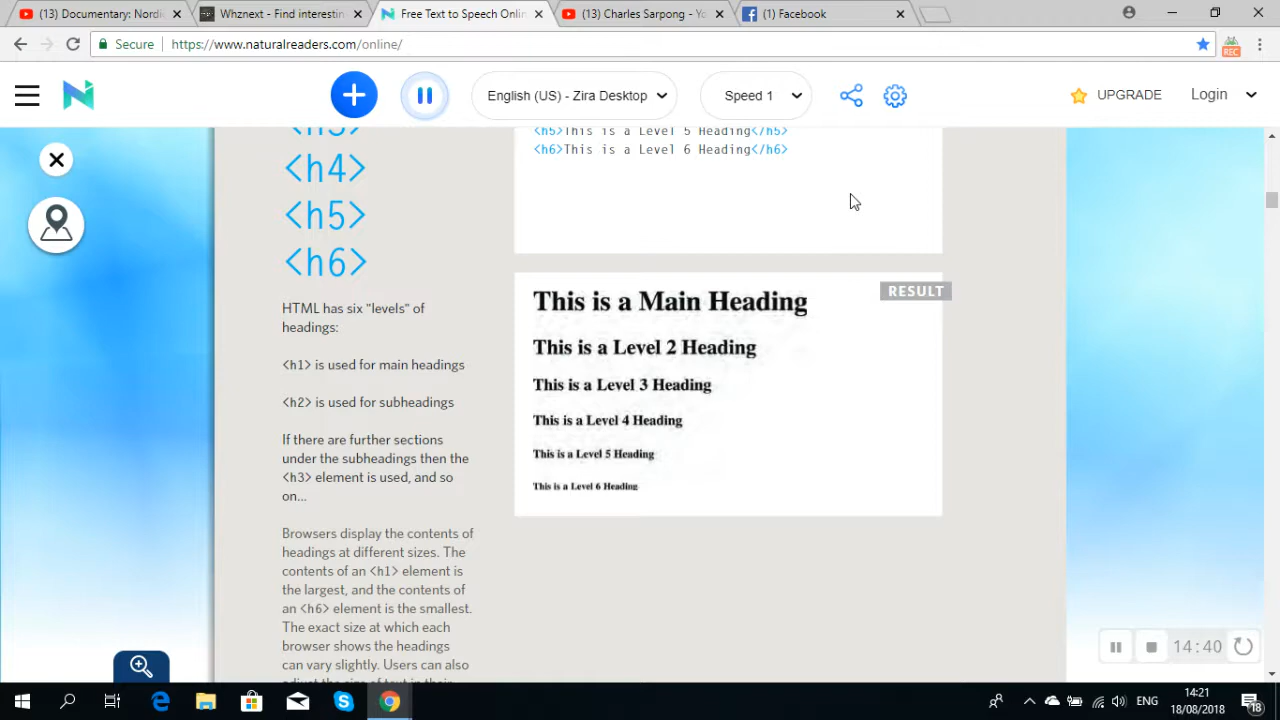 (13) Documentary: Nordi
Whznext - Find interestin
Free Text to Speech Onlin
(13) Charles Sarpong - Yo
(1) Facebook
Secure
https://www.naturalreaders.com/online/
REC
English (US) - Zira Desktop
Speed 1
UPGRADE
Login
<h4>
<h5>
<h6>
HTML has six "levels" of
headings:
<h1> is used for main headings
<h2> is used for subheadings
If there are further sections
under the subheadings then the
<h3> element is used, and so
on...
Browsers display the contents of
headings at different sizes. The
contents of an <h1> element is
the largest, and the contents of
an <h6> element is the smallest.
The exact size at which each
browser shows the headings
can vary slightly. Users can also
<h5>This is a Level 5 Heading</h5>
<h6>This is a Level 6 Heading</h6>
RESULT
This is a Main Heading
This is a Level 2 Heading
This is a Level 3 Heading
This is a Level 4 Heading
This is a Level 5 Heading
This is a Level 6 Heading
14:40
ENG
14:21
18/08/2018
18